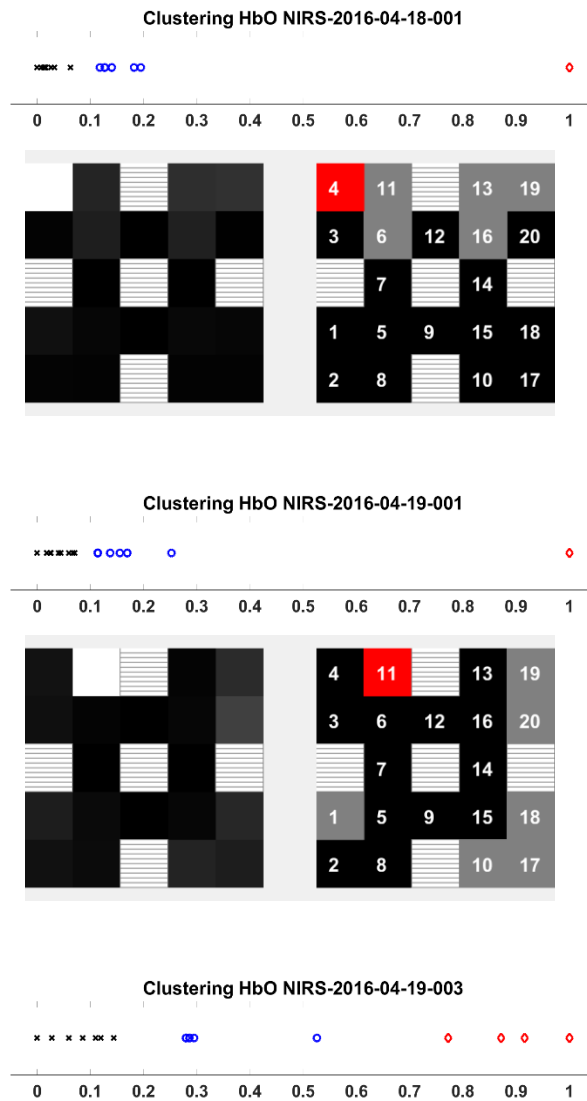 Clustering HbO NIRS-2016-04-18-001
0 0.1 0.2 0.3 0.4 0.5 0.6 0.7 0.8 0.9 1
4 11 13 19
3 6 12 16 20
7 14
1 5 9 15 18
2 8 10 17
Clustering HbO NIRS-2016-04-19-001
0 0.1 0.2 0.3 0.4 0.5 0.6 0.7 0.8 0.9 1
4 11 13 19
3 6 12 16 20
7 14
1 5 9 15 18
2 8 10 17
Clustering HbO NIRS-2016-04-19-003
0 0.1 0.2 0.3 0.4 0.5 0.6 0.7 0.8 0.9 1